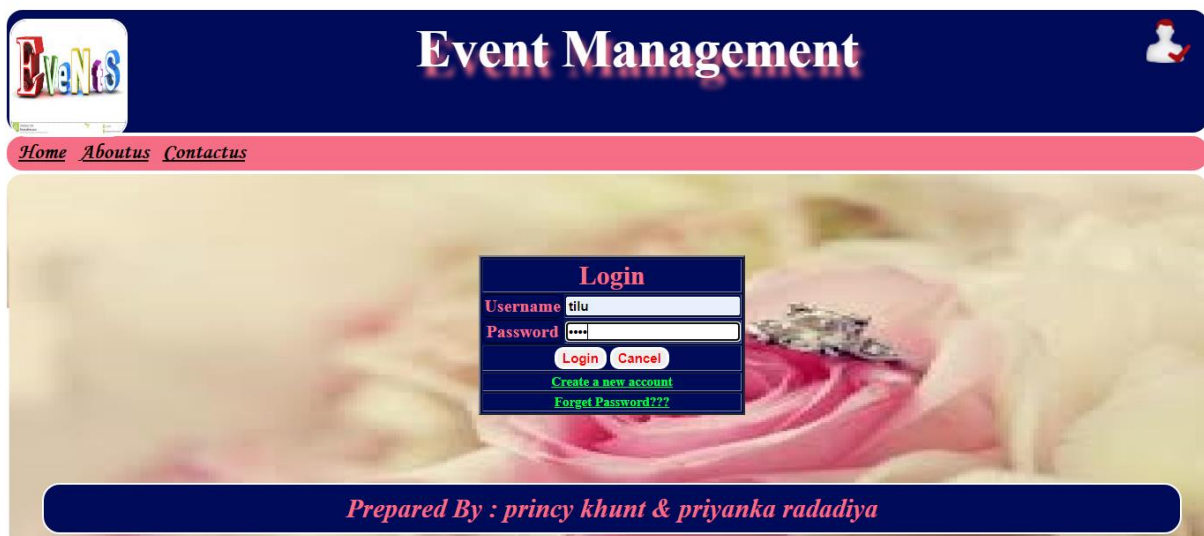 EVeNtS
Event Management
Home Aboutus Contactus
Login
Username tilu
Password ••••
Login Cancel
Create a new account
Forget Password???
Prepared By : princy khunt & priyanka radadiya